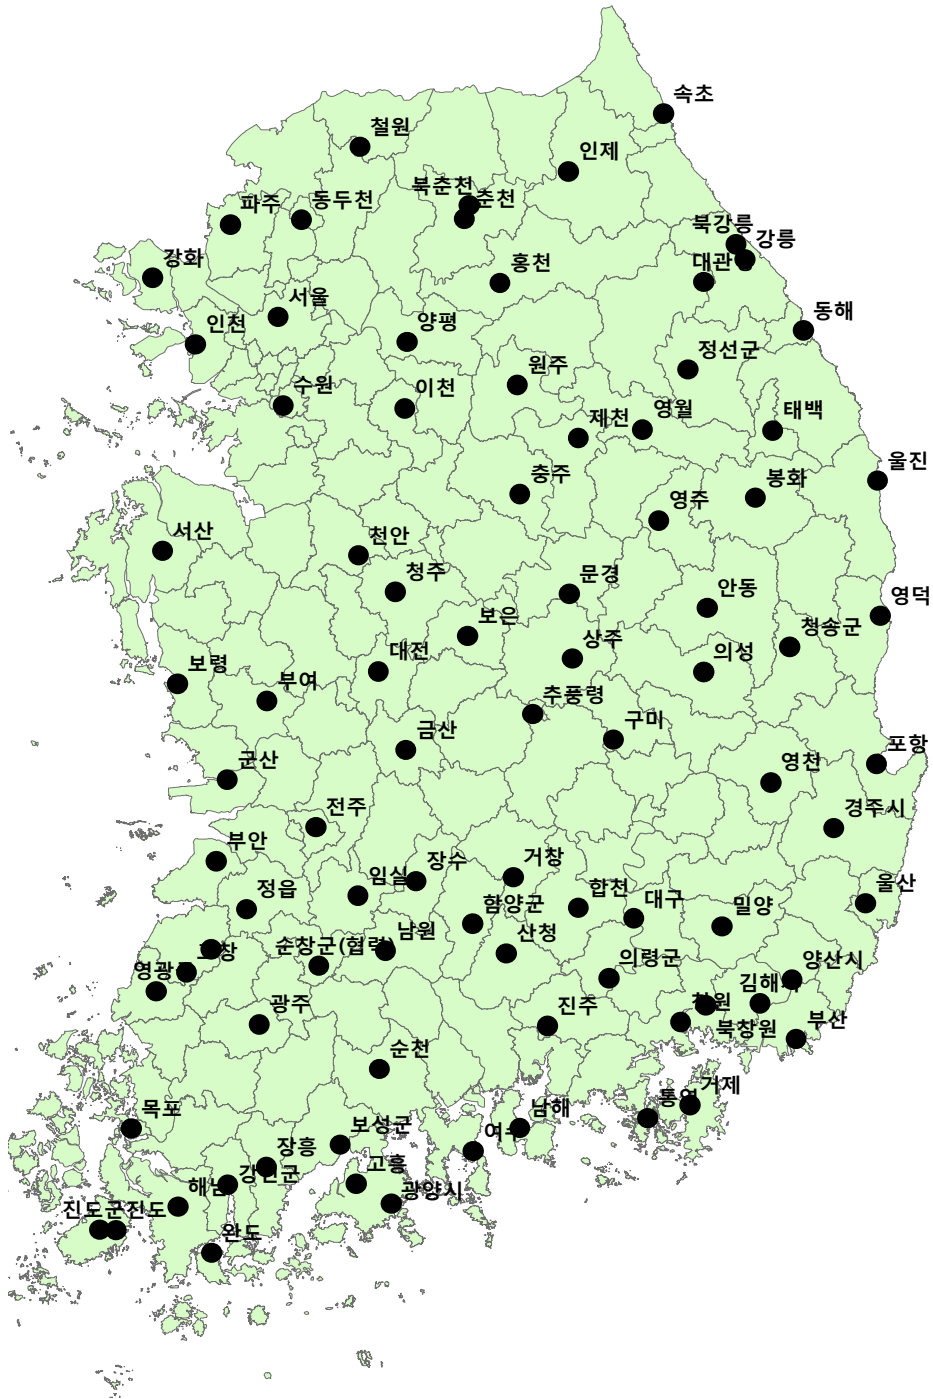 속초
철원
인제
북춘천
춘천
동두천
파주
북강릉
강릉
대관
강화
홍천
서울
동해
인천
양평
정선군
원주
수원
이천
영월
태백
제천
울진
충주
봉화
영주
서산
천안
청주
문경
안동
영덕
보은
청송군
상주
대전
의성
보령
부여
추풍령
구미
금산
포항
군산
영천
전주
경주시
부안
장수
거창
임실
정읍
합천
울산
대구
함양군
밀양
남원
산청
순창군(협력)
의령군
양산시
영광
김해
광주
진주
북창원
부산
순천
거제
통영
목포
남해
보성군
여수
장흥
고흥
강진군
해남
광양시
진도군
진도
완도